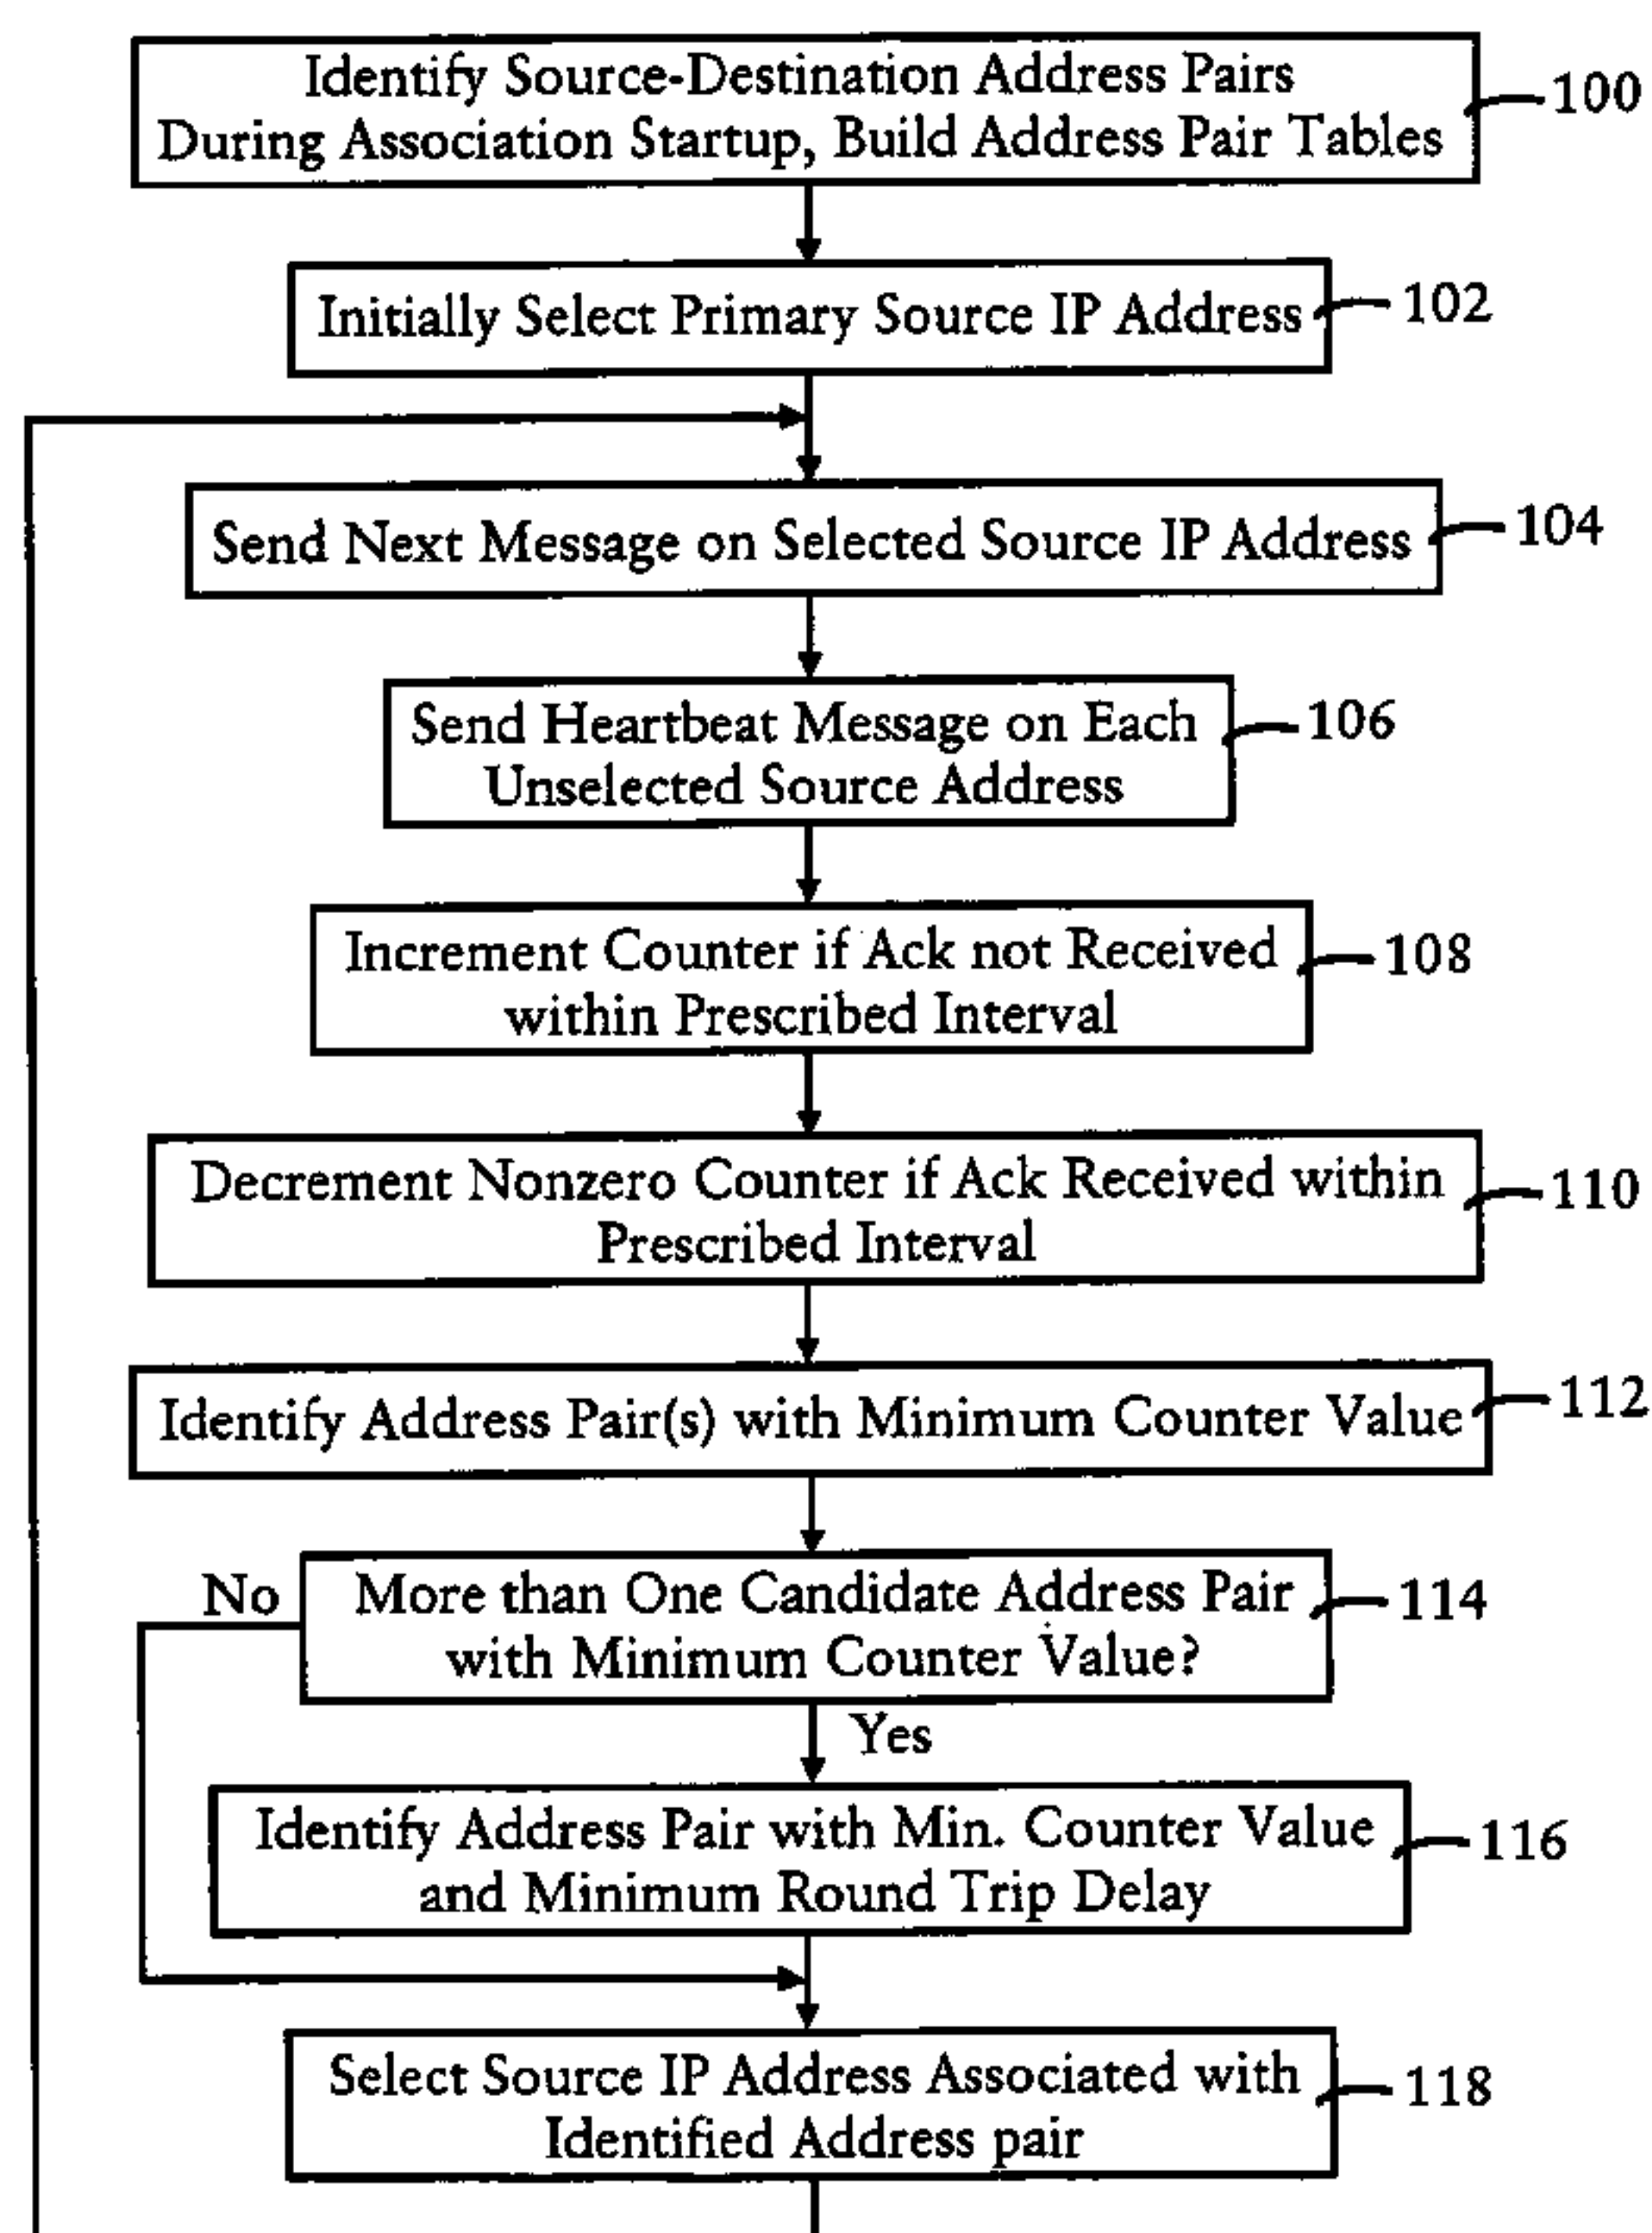 Identify Source-Destination Address Pairs
During Association Startup, Build Address Pair Tables
100
Initially Select Primary Source IP Address
102
Send Next Message on Selected Source IP Address
104
Send Heartbeat Message on Each
Unselected Source Address
106
Increment Counter if Ack not Received
within Prescribed Interval
108
Decrement Nonzero Counter if Ack Received within
Prescribed Interval
110
Identify Address Pair(s) with Minimum Counter Value
112
No
More than One Candidate Address Pair
with Minimum Counter Value?
114
Yes
Identify Address Pair with Min. Counter Value
and Minimum Round Trip Delay
116
Select Source IP Address Associated with
Identified Address pair
118